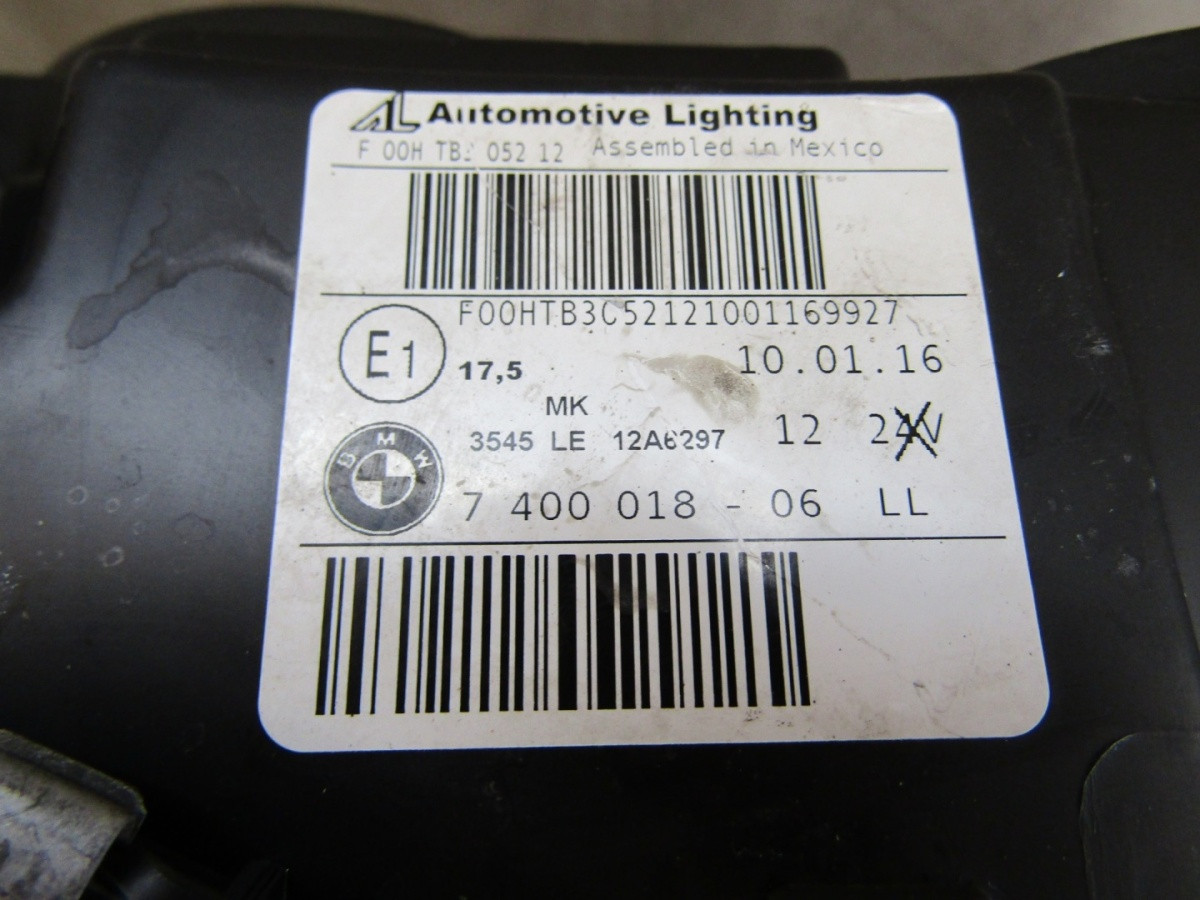 AL Automotive Lighting
F 00H 052 12 Assembled in Mexico
F00HTB3C52121001169927
E1 17,5 10.01.16
MK
3545 LE 12A6297 12 24V
BMW 7 400 018 - 06 LL